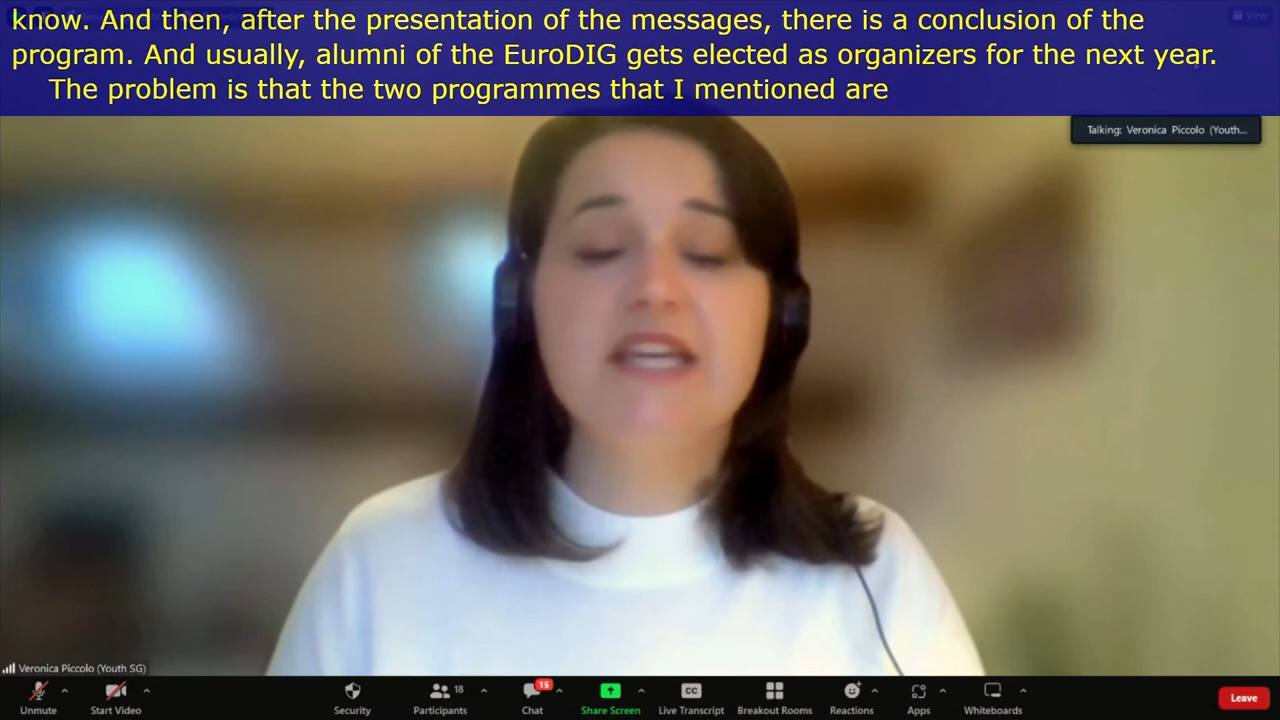 know. And then, after the presentation of the messages, there is a conclusion of the
program. And usually, alumni of the EuroDIG gets elected as organizers for the next year.
The problem is that the two programmes that I mentioned are
View
Talking: Veronica Piccolo (Youth...
Veronica Piccolo (Youth SG)
18
15
CC
Unmute
Start Video
Security
Participants
Chat
Share Screen
Live Transcript
Breakout Rooms
Reactions
Apps
Whiteboards
Leave